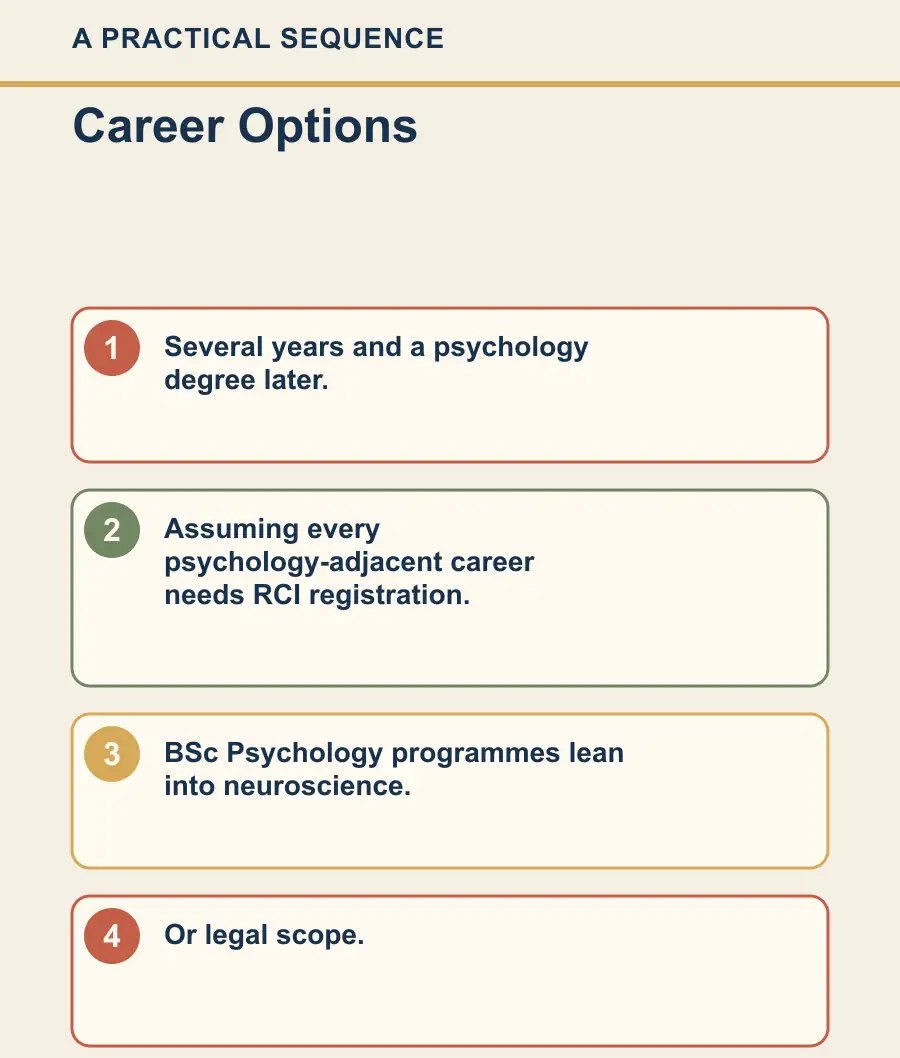 A PRACTICAL SEQUENCE
Career Options
1
Several years and a psychology
degree later.
2
Assuming every
psychology-adjacent career
needs RCI registration.
3
BSc Psychology programmes lean
into neuroscience.
4
Or legal scope.